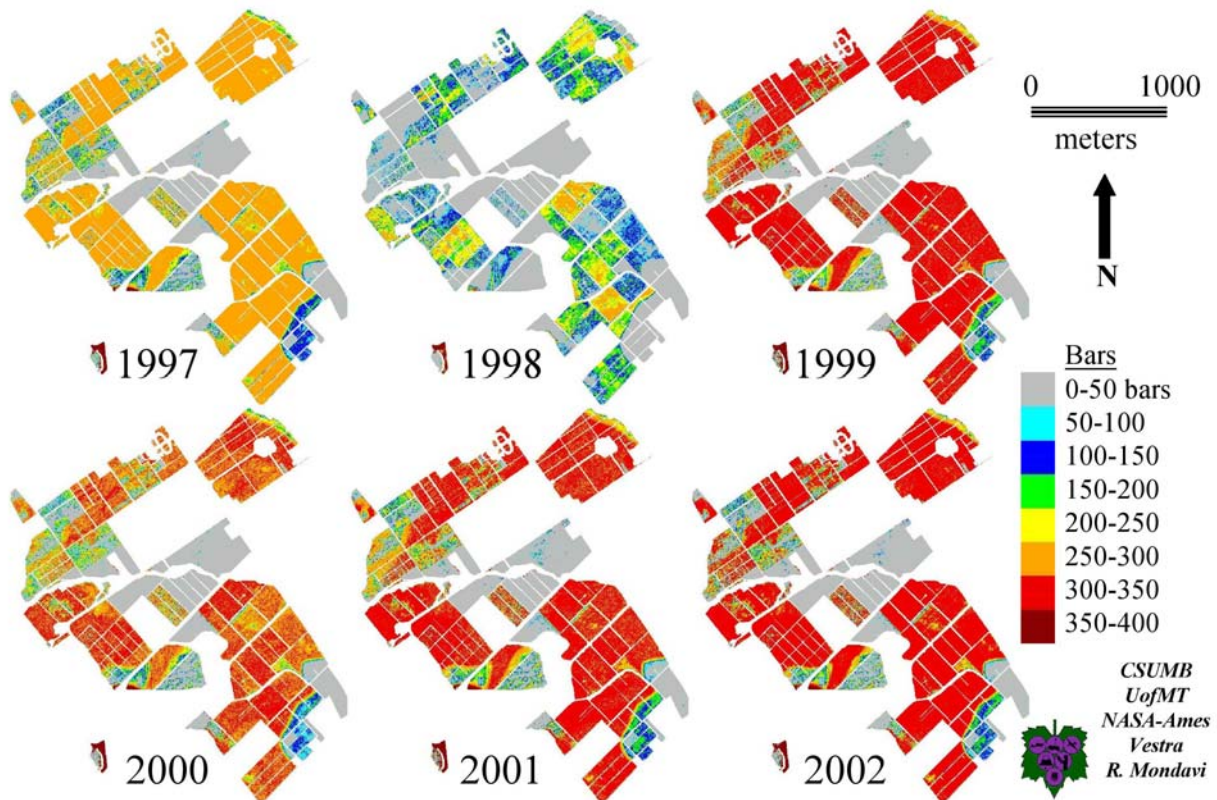 1997
1998
1999
0 1000
meters
N
Bars
0-50 bars
50-100
100-150
150-200
200-250
250-300
300-350
350-400
2000
2001
2002
CSUMB
UofMT
NASA-Ames
Vestra
R. Mondavi